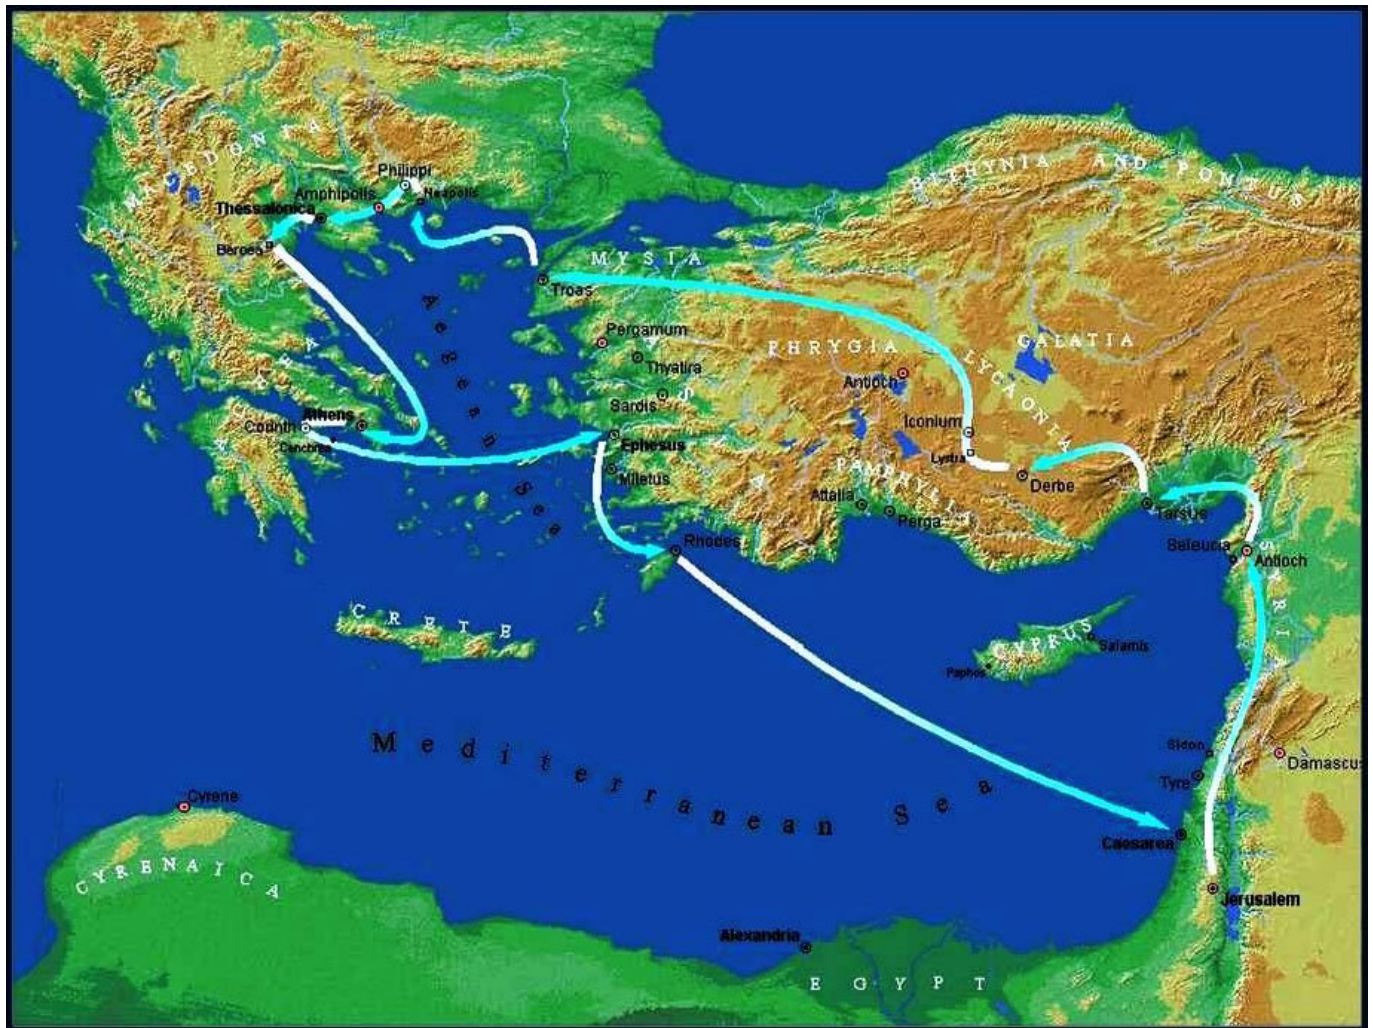 BITHYNIA AND PONTUS
MACEDONIA
Philippi
Amphipolis
Neapolis
Thessalonica
Beroea
MYSIA
Troas
Aegean Sea
Pergamum
Thyatira
ASIA
Sardis
PHRYGIA
GALATIA
LYCAONIA
Antioch
Iconium
Lystra
Derbe
ACHAIA
Athens
Corinth
Cenchrea
Ephesus
Miletus
PAMPHYLIA
Attalia
Perga
Tarsus
Rhodes
Seleucia
Antioch
SYRIA
CRETE
CYPRUS
Salamis
Paphos
Mediterranean Sea
Sidon
Damascus
Tyre
Cyrene
Caesarea
CYRENAICA
Jerusalem
Alexandria
EGYPT